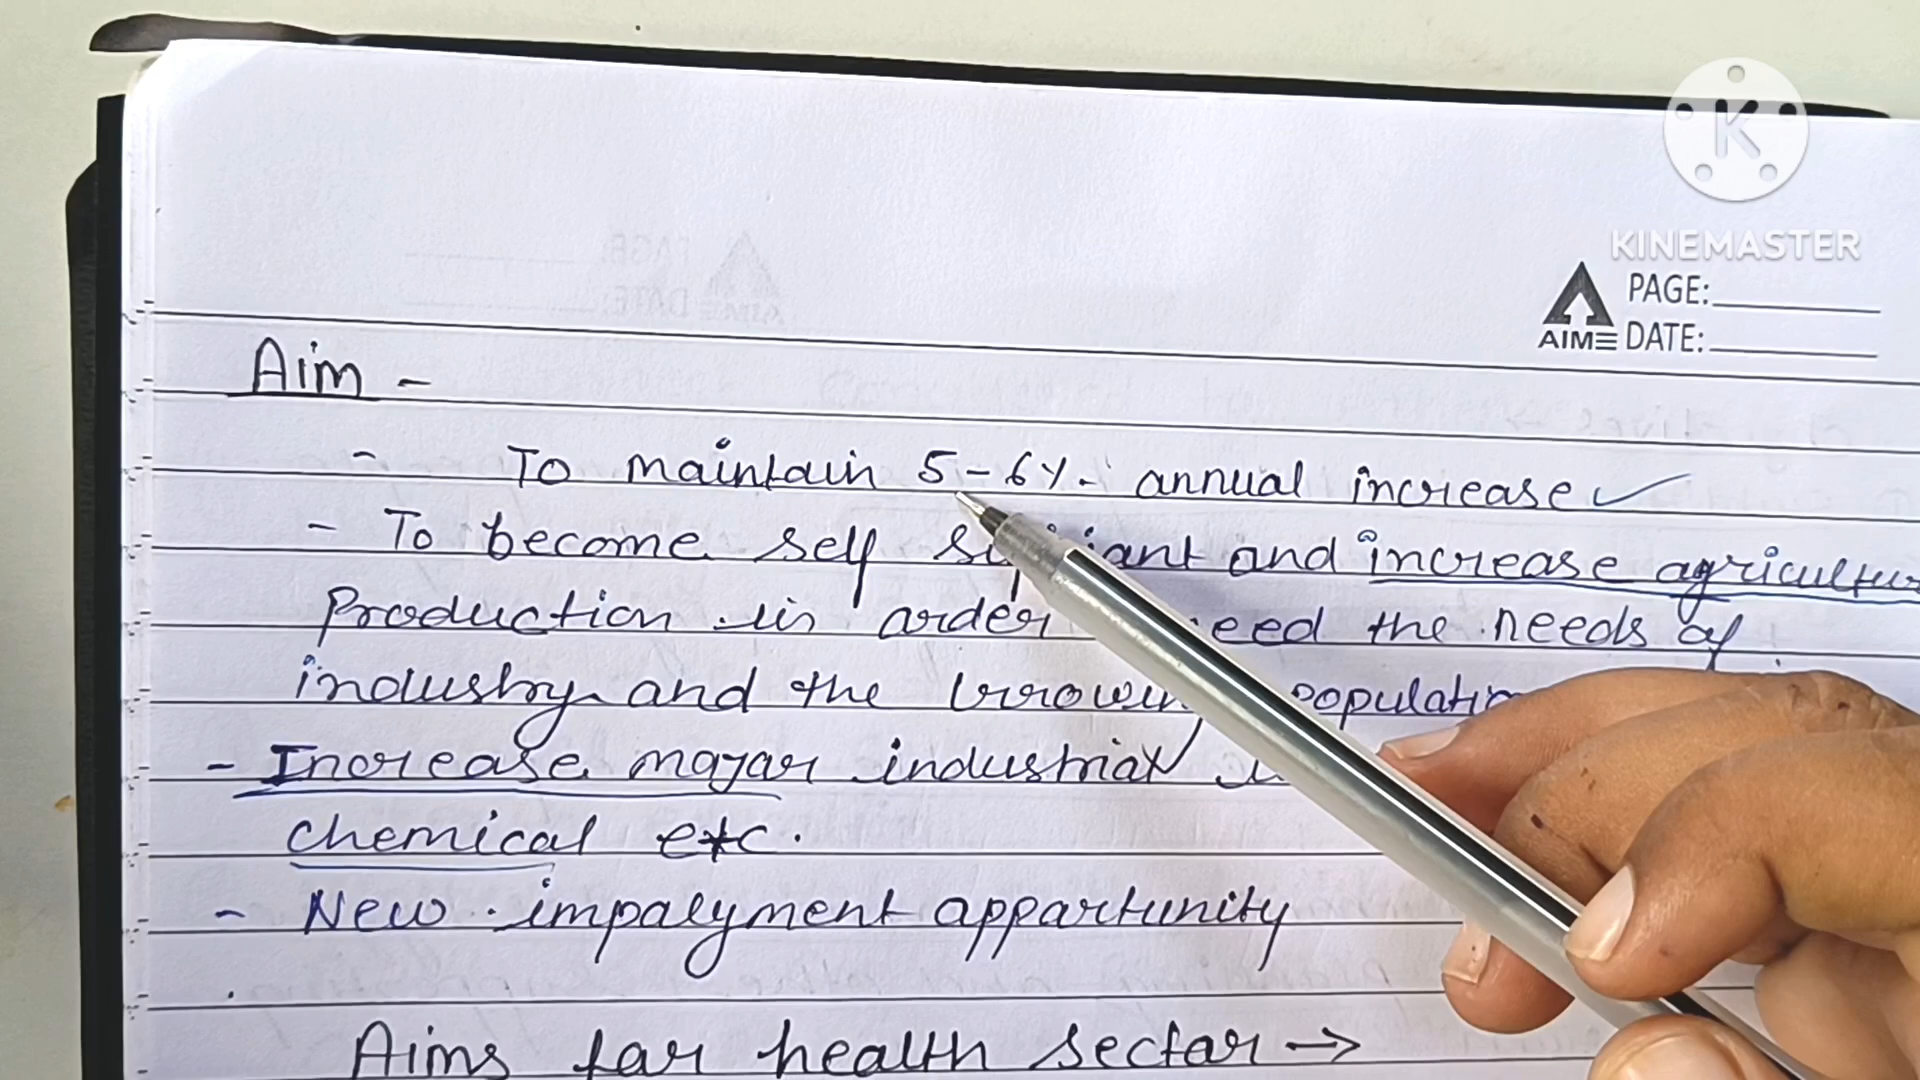 KINEMASTER
PAGE:
AIME DATE:
Aim -
- To maintain 5-6%. annual increase
- To become self and increase agricultur
Production in order the needs of
industry and the
- Increase majar industrial
chemical etc.
- New impalyment appartunity
Aims far health sectar →